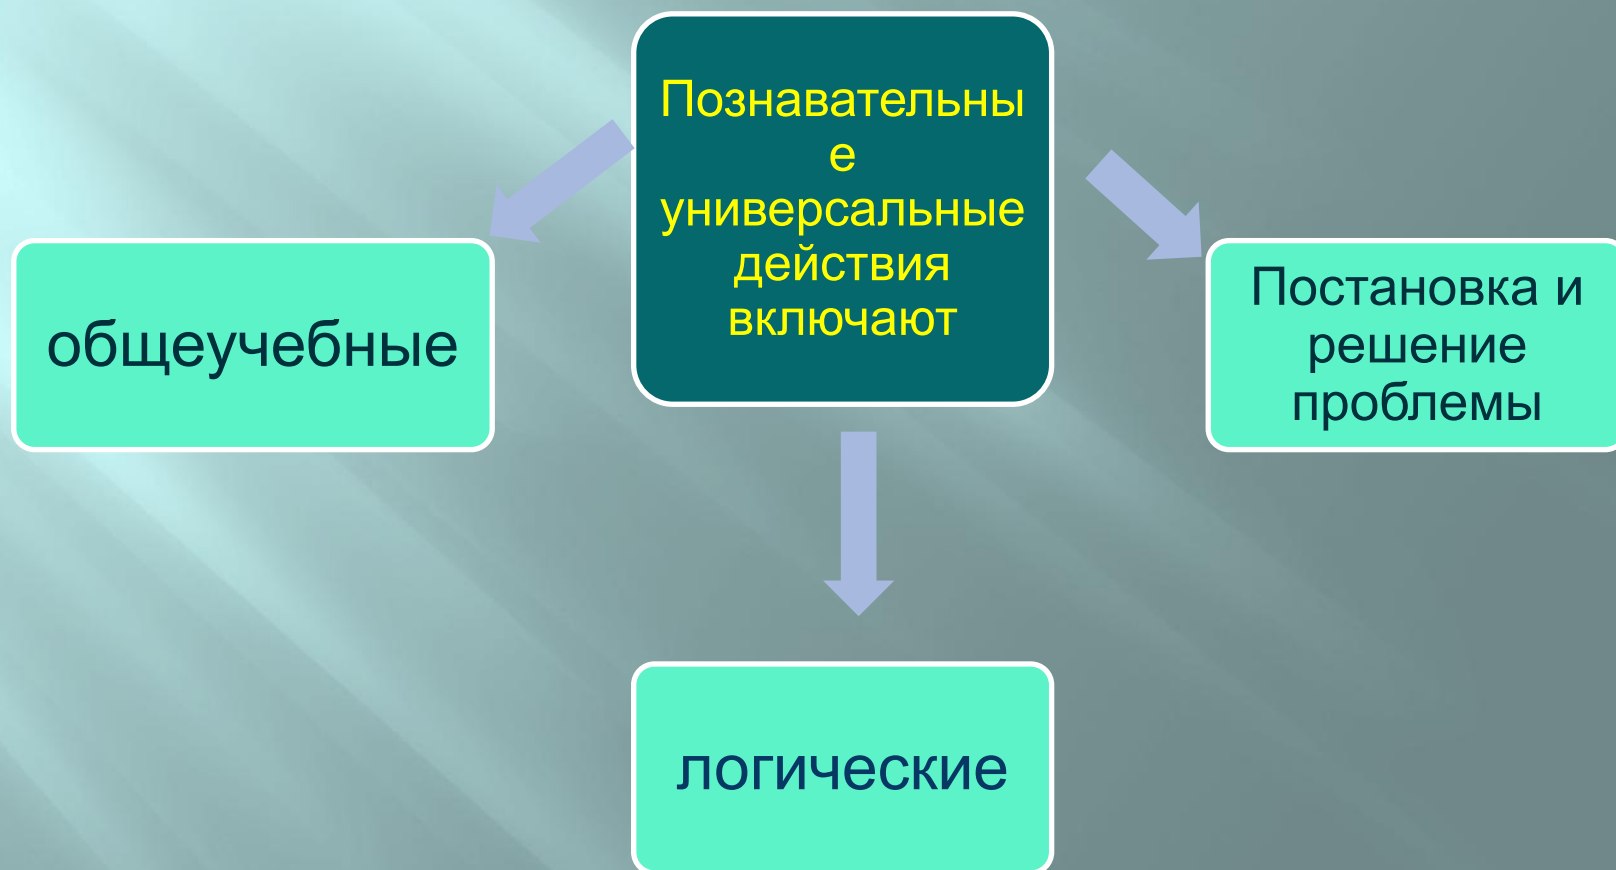 Познавательны
е
универсальные
действия
включают
общеучебные
Постановка и
решение
проблемы
логические